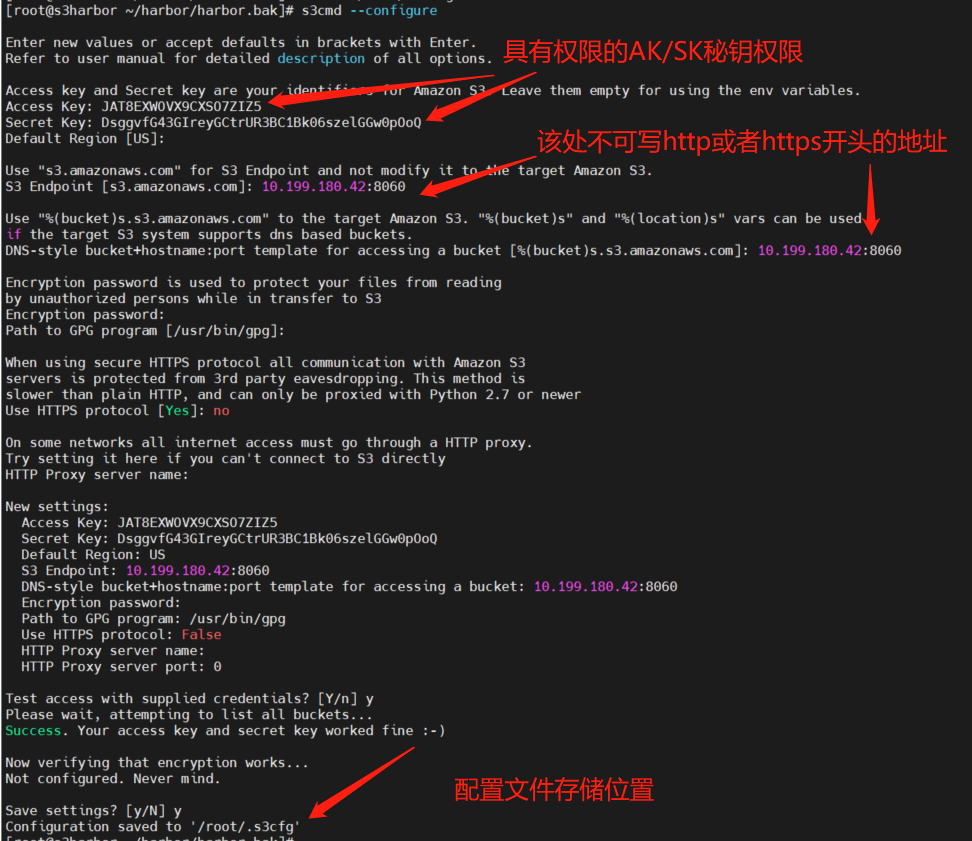 [root@s3harbor ~/harbor/harbor.bak]# s3cmd --configure
Enter new values or accept defaults in brackets with Enter.
Refer to user manual for detailed description of all options.
具有权限的AK/SK秘钥权限
Access key and Secret key are your identifiers for Amazon S3. Leave them empty for using the env variables.
Access Key: JAT8EXWOVX9CXSO7ZIZ5
Secret Key: DsggvfG43GIreyGCtrUR3BC1Bk06szelGGw0pOoQ
Default Region [US]:
该处不可写http或者https开头的地址
Use "s3.amazonaws.com" for S3 Endpoint and not modify it to the target Amazon S3.
S3 Endpoint [s3.amazonaws.com]: 10.199.180.42:8060
Use "%(bucket)s.s3.amazonaws.com" to the target Amazon S3. "%(bucket)s" and "%(location)s" vars can be used
if the target S3 system supports dns based buckets.
DNS-style bucket+hostname:port template for accessing a bucket [%(bucket)s.s3.amazonaws.com]: 10.199.180.42:8060
Encryption password is used to protect your files from reading
by unauthorized persons while in transfer to S3
Encryption password:
Path to GPG program [/usr/bin/gpg]:
When using secure HTTPS protocol all communication with Amazon S3
servers is protected from 3rd party eavesdropping. This method is
slower than plain HTTP, and can only be proxied with Python 2.7 or newer
Use HTTPS protocol [Yes]: no
On some networks all internet access must go through a HTTP proxy.
Try setting it here if you can't connect to S3 directly
HTTP Proxy server name:
New settings:
Access Key: JAT8EXWOVX9CXSO7ZIZ5
Secret Key: DsggvfG43GIreyGCtrUR3BC1Bk06szelGGw0pOoQ
Default Region: US
S3 Endpoint: 10.199.180.42:8060
DNS-style bucket+hostname:port template for accessing a bucket: 10.199.180.42:8060
Encryption password:
Path to GPG program: /usr/bin/gpg
Use HTTPS protocol: False
HTTP Proxy server name:
HTTP Proxy server port: 0
Test access with supplied credentials? [Y/n] y
Please wait, attempting to list all buckets...
Success. Your access key and secret key worked fine :-)
Now verifying that encryption works...
Not configured. Never mind.
配置文件存储位置
Save settings? [y/N] y
Configuration saved to '/root/.s3cfg'
[root@s3harbor ~/harbor/harbor.bak]#